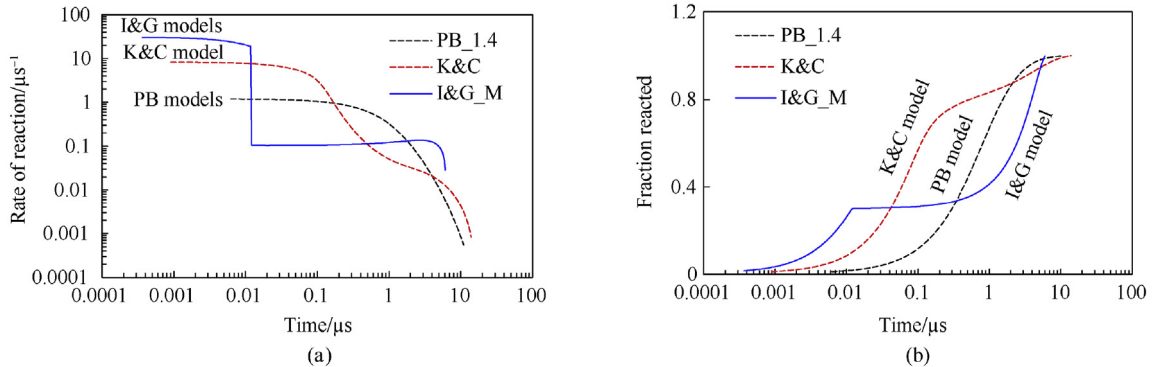 100
10
1
0.1
0.01
0.001
0.0001
Rate of reaction/μs⁻¹
I&G models
K&C model
PB models
PB_1.4
K&C
I&G_M
0.0001 0.001 0.01 0.1 1 10 100
Time/μs
(a)
1.2
0.8
0.4
0
Fraction reacted
PB_1.4
K&C
I&G_M
K&C model
PB model
I&G model
0.0001 0.001 0.01 0.1 1 10 100
Time/μs
(b)